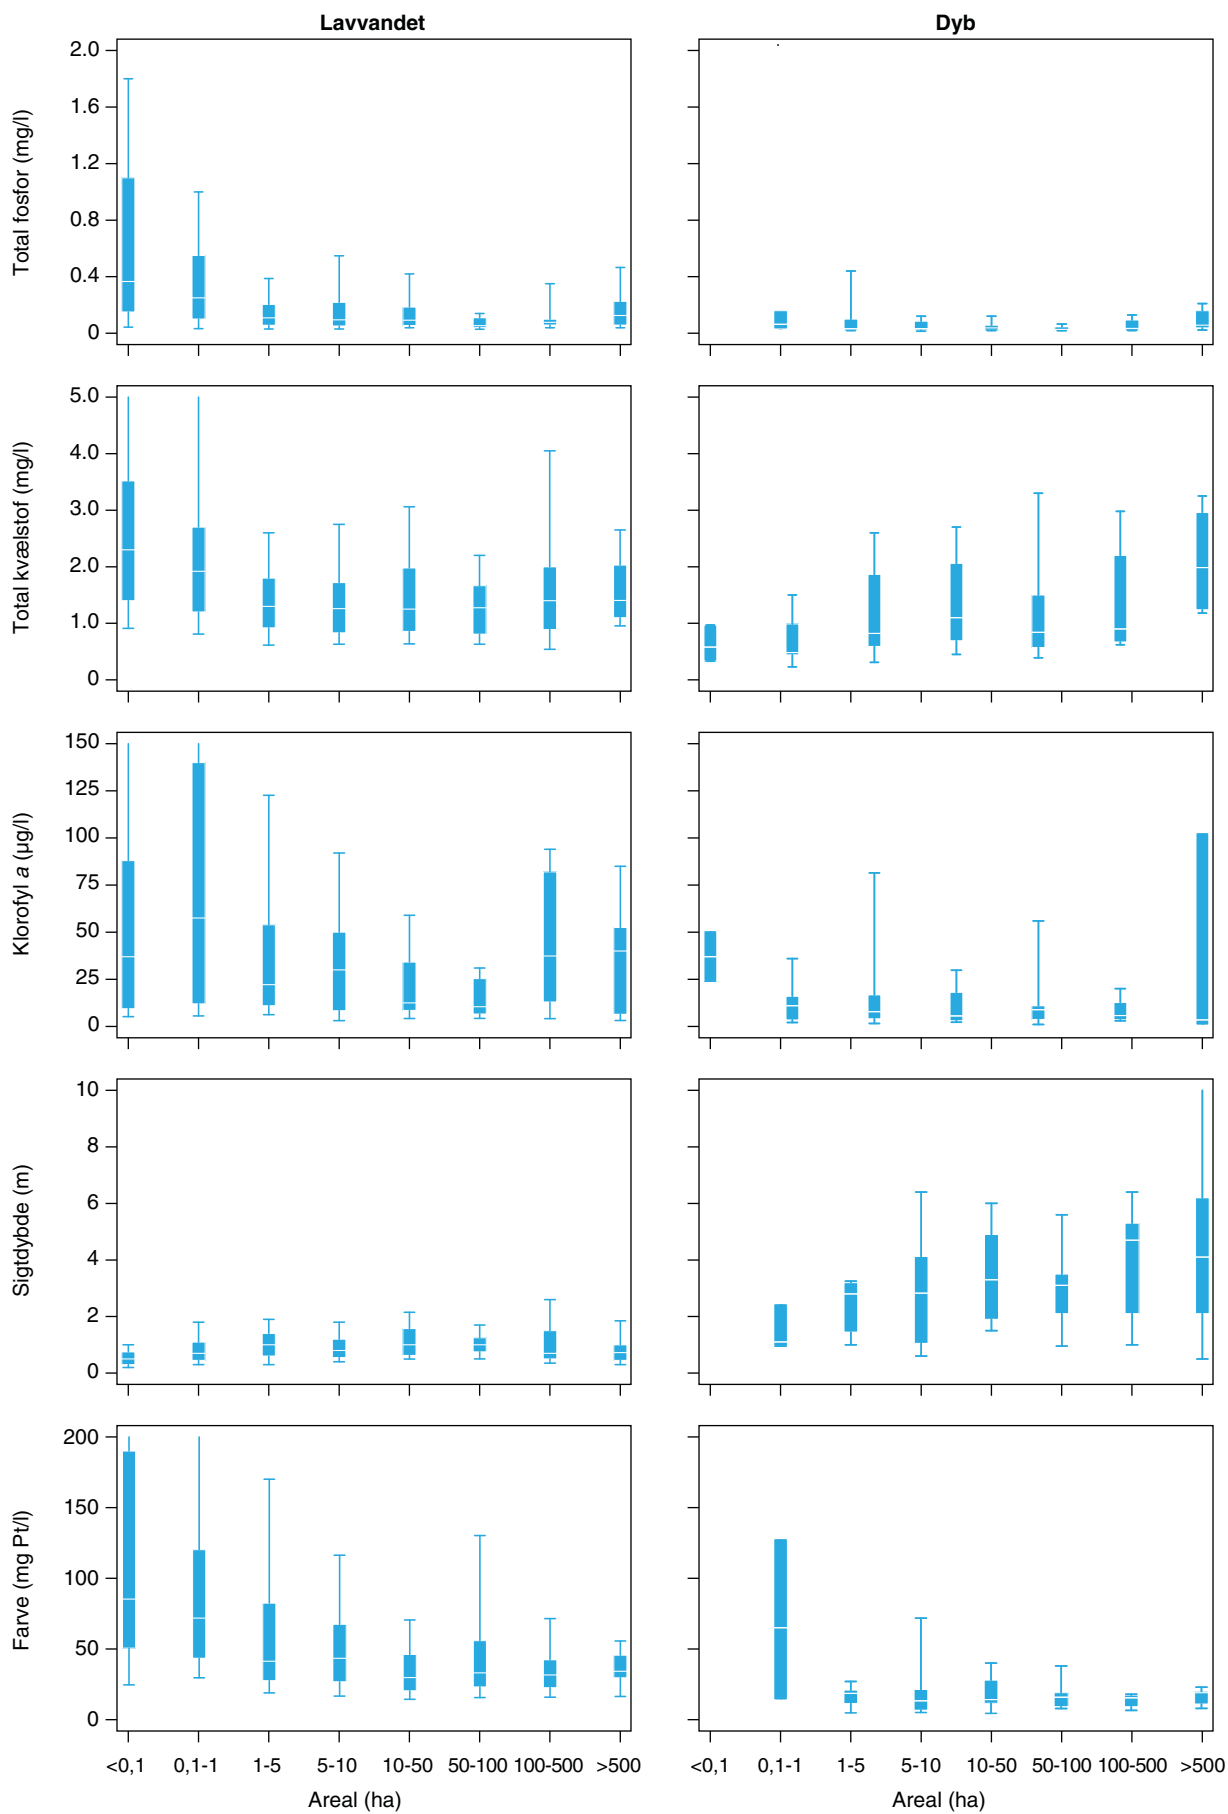 Lavvandet
Dyb
Total fosfor (mg/l)
2.0
1.6
1.2
0.8
0.4
0
Total kvælstof (mg/l)
5.0
4.0
3.0
2.0
1.0
0
Klorofyl a (µg/l)
150
125
100
75
50
25
0
Sigtdybde (m)
10
8
6
4
2
0
Farve (mg Pt/l)
200
150
100
50
0
<0,1 0,1-1 1-5 5-10 10-50 50-100 100-500 >500
<0,1 0,1-1 1-5 5-10 10-50 50-100 100-500 >500
Areal (ha)
Areal (ha)